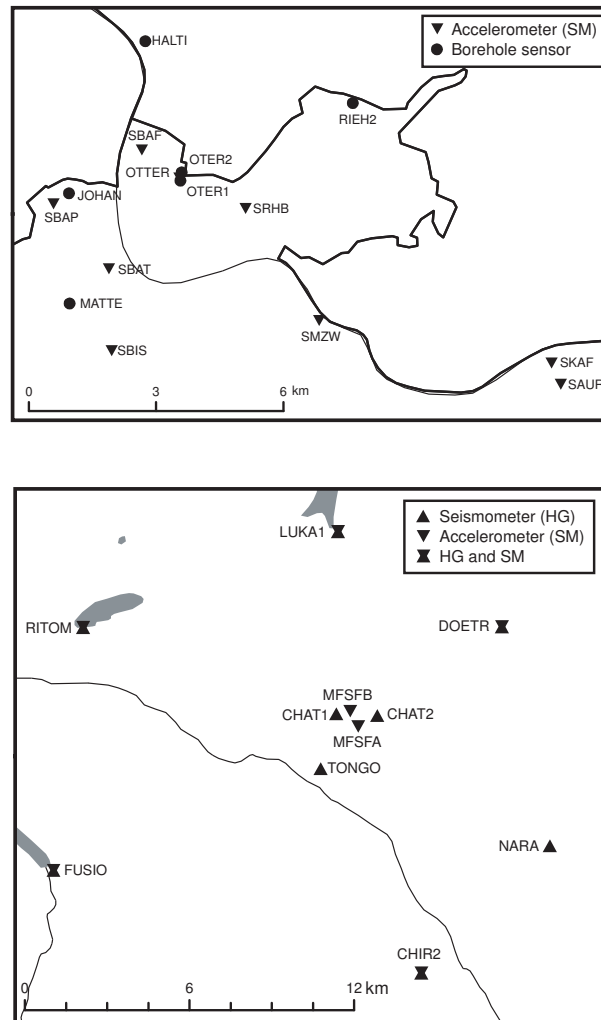 Accelerometer (SM)
Borehole sensor
HALTI
RIEH2
SBAF
OTER2
OTTER
OTER1
JOHAN
SBAP
SRHB
SBAT
MATTE
SMZW
SBIS
SKAF
SAUR
0 3 6 km
Seismometer (HG)
Accelerometer (SM)
HG and SM
LUKA1
RITOM
DOETR
MFSFB
CHAT1
CHAT2
MFSFA
TONGO
NARA
FUSIO
CHIR2
0 6 12 km